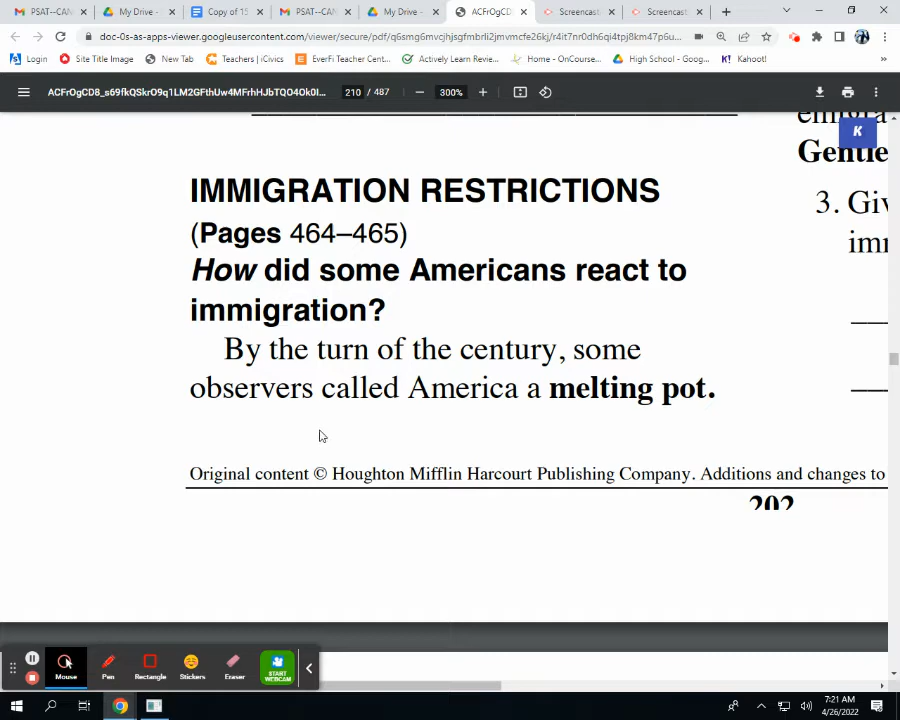 PSAT--CAN
My Drive -
Copy of 15
PSAT--CAN
My Drive -
ACFrOgCD
Screencast
Screencast
doc-0s-as-apps-viewer.googleusercontent.com/viewer/secure/pdf/q6smg6mvcjhjsgfmbrli2jmvmcfe26kj/r4it7nr0dh6qi4tpj8km47p6u...
Login
Site Title Image
New Tab
Teachers | iCivics
EverFi Teacher Cent...
Actively Learn Revie...
Home - OnCourse...
High School - Goog...
K! Kahoot!
»
ACFrOgCD8_s69fkQSkrO9q1LM2GFthUw4MFrhHJbTQO4Ok0I...
210 / 487
300%
K
Gentle
IMMIGRATION RESTRICTIONS
(Pages 464–465)
How did some Americans react to
immigration?
By the turn of the century, some
observers called America a melting pot.
3. Giv
im
Original content © Houghton Mifflin Harcourt Publishing Company. Additions and changes to
202
Mouse
Pen
Rectangle
Stickers
Eraser
START
WEBCAM
7:21 AM
4/26/2022